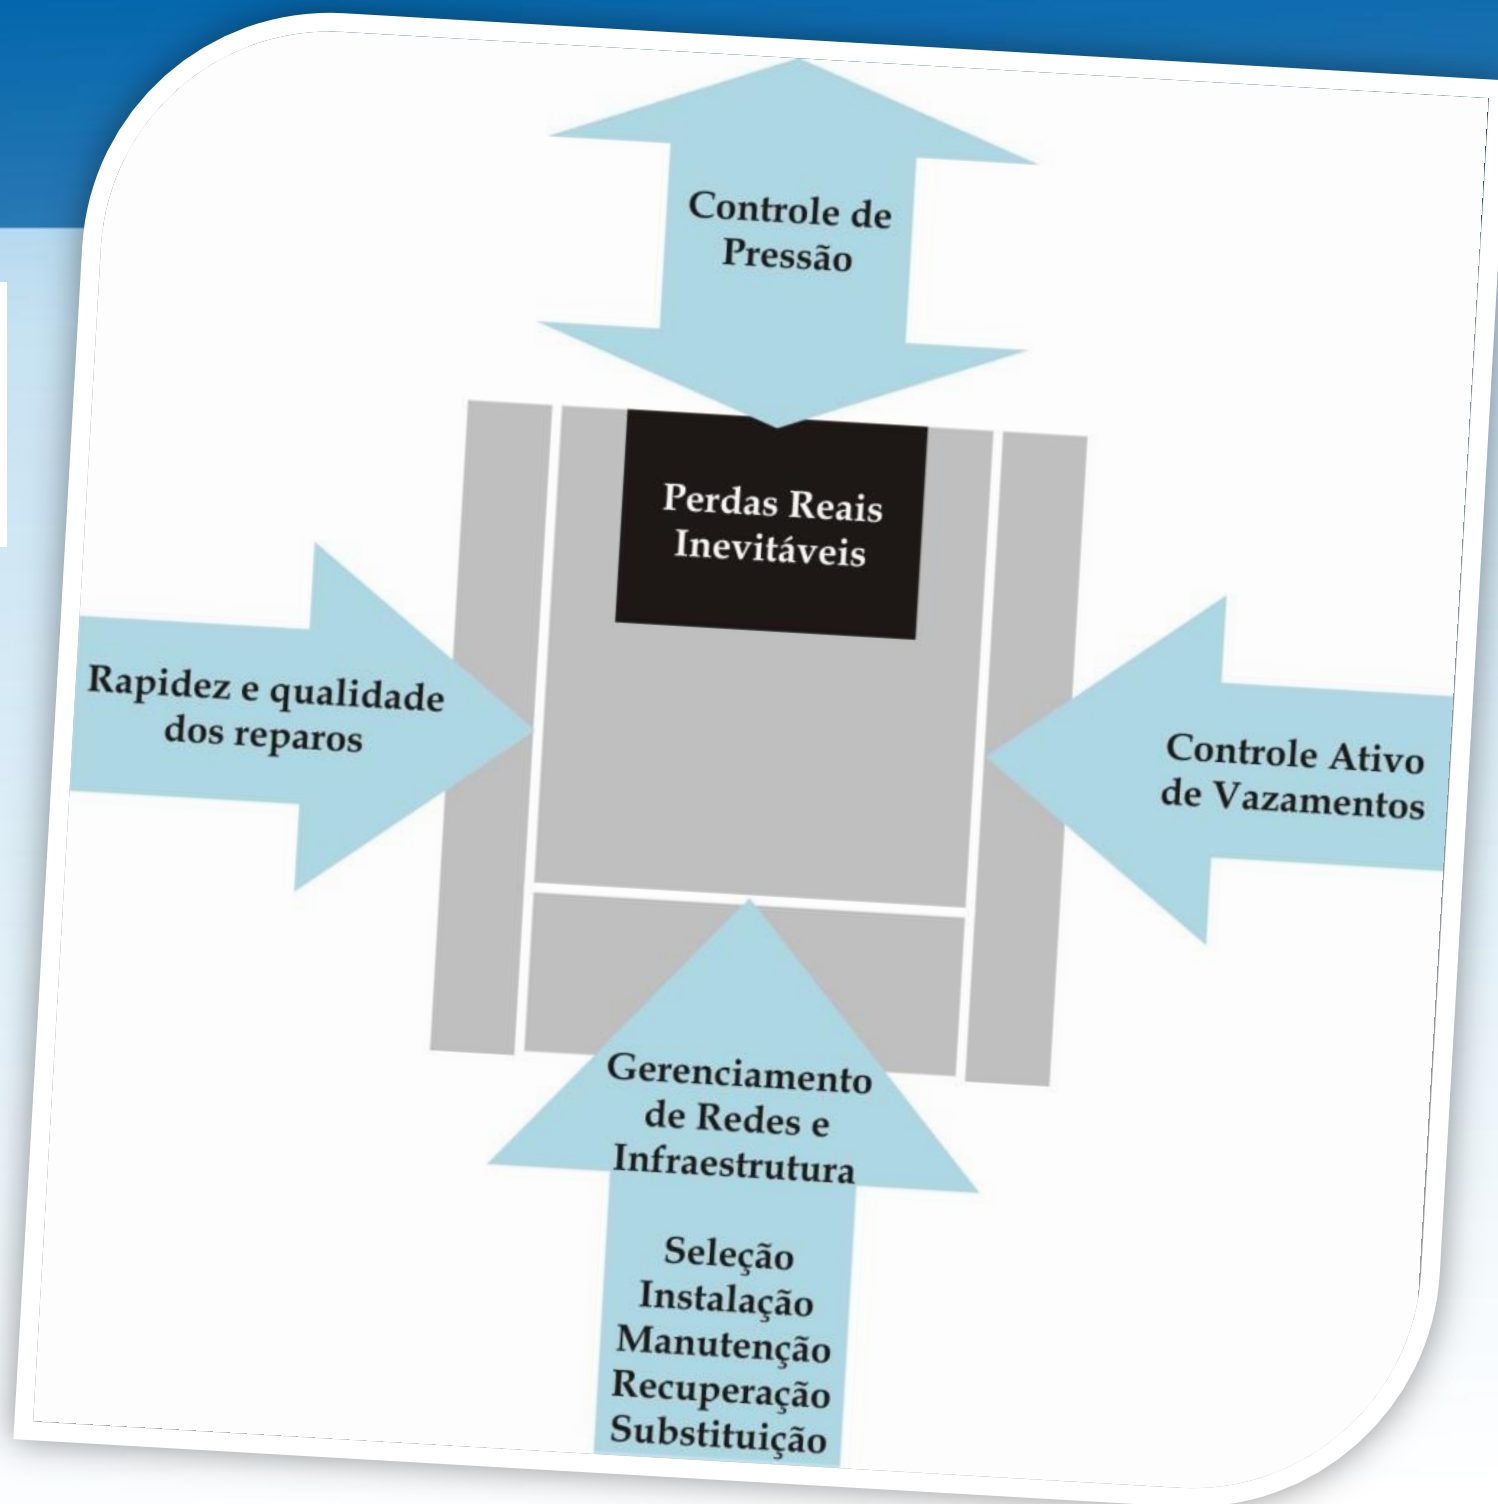 Controle de
Pressão
Perdas Reais
Inevitáveis
Rapidez e qualidade
dos reparos
Controle Ativo
de Vazamentos
Gerenciamento
de Redes e
Infraestrutura
Seleção
Instalação
Manutenção
Recuperação
Substituição